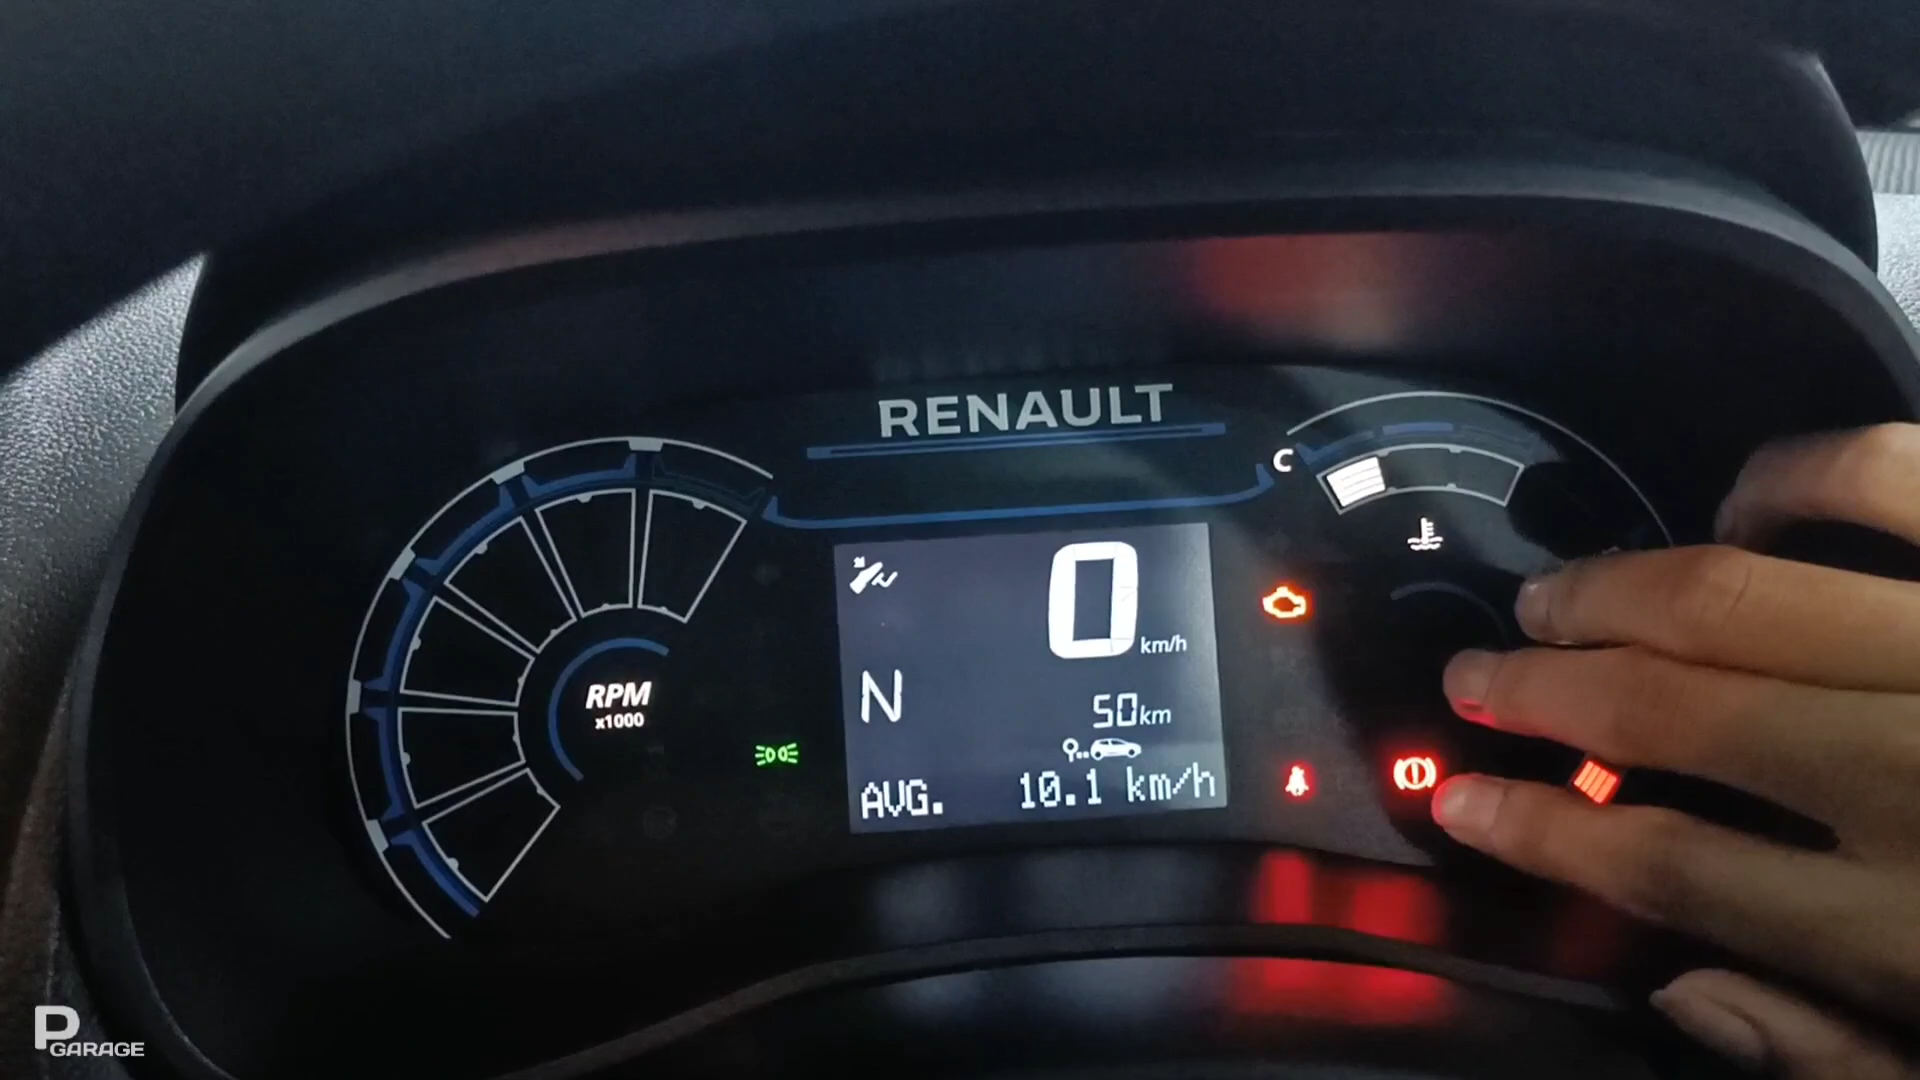 RENAULT
C
0
km/h
RPM
x1000
N
50km
AVG. 10.1 km/h
P
GARAGE